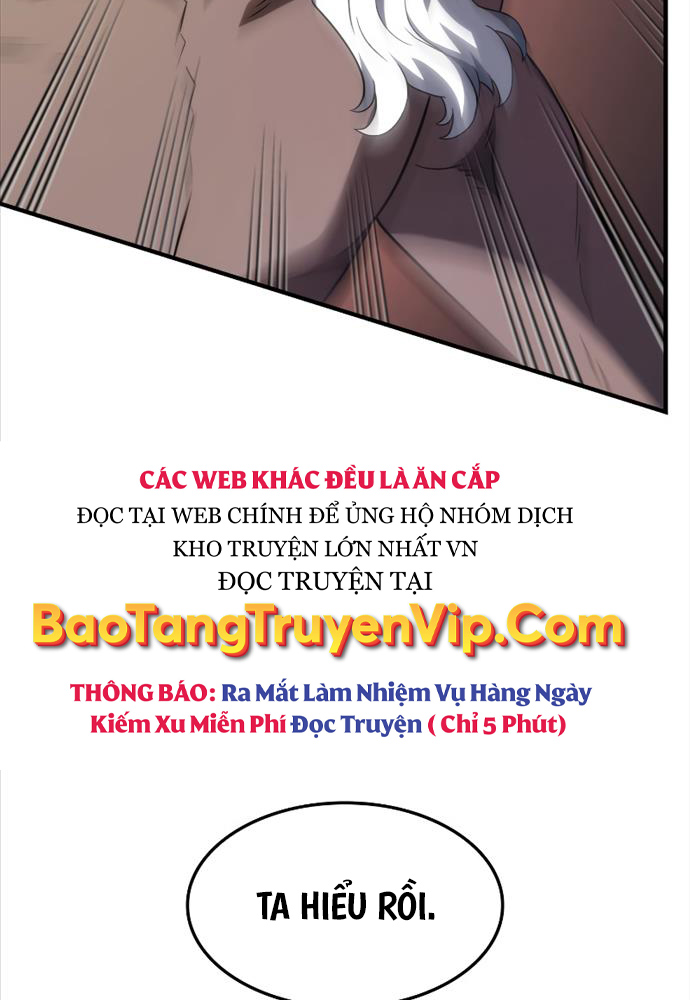 CÁC WEB KHÁC ĐỀU LÀ ĂN CẮP
ĐỌC TẠI WEB CHÍNH ĐỂ ỦNG HỘ NHÓM DỊCH
KHO TRUYỆN LỚN NHẤT VN
ĐỌC TRUYỆN TẠI
BaoTangTruyenVip.Com
THÔNG BÁO: Ra Mắt Làm Nhiệm Vụ Hàng Ngày
Kiếm Xu Miễn Phí Đọc Truyện ( Chỉ 5 Phút)
TA HIỂU RỒI.